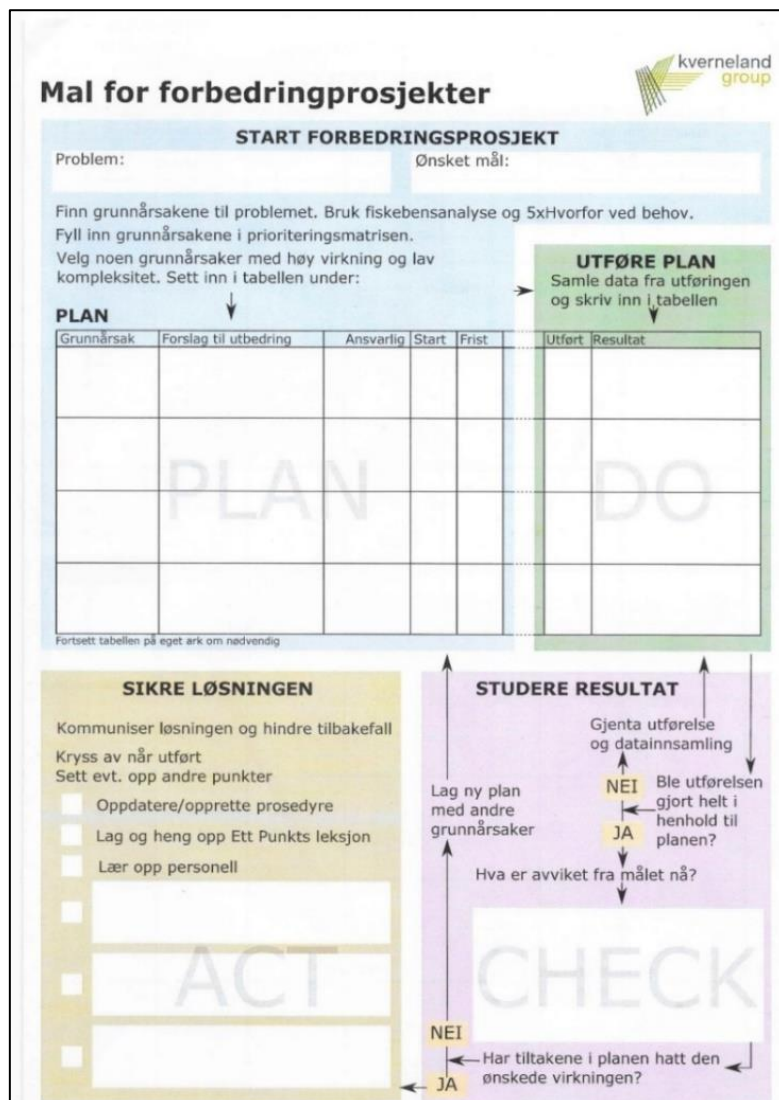 kverneland
group
Mal for forbedringprosjekter
START FORBEDRINGSPROSJEKT
Problem:
Ønsket mål:
Finn grunnårsakene til problemet. Bruk fiskebensanalyse og 5xHvorfor ved behov.
Fyll inn grunnårsakene i prioriteringsmatrisen.
Velg noen grunnårsaker med høy virkning og lav
kompleksitet. Sett inn i tabellen under:
PLAN
Grunnårsak Forslag til utbedring Ansvarlig Start Frist
PLAN
Fortsett tabellen på eget ark om nødvendig
UTFØRE PLAN
Samle data fra utføringen
og skriv inn i tabellen
Utført Resultat
DO
STUDERE RESULTAT
Gjenta utførelse
og datainnsamling
NEI
Ble utførelsen
gjort helt i
henhold til
planen?
JA
Hva er avviket fra målet nå?
CHECK
Lag ny plan
med andre
grunnårsaker
NEI
Har tiltakene i planen hatt den
ønskede virkningen?
JA
SIKRE LØSNINGEN
Kommuniser løsningen og hindre tilbakefall
Kryss av når utført
Sett evt. opp andre punkter
Oppdatere/opprette prosedyre
Lag og heng opp Ett Punkts leksjon
Lær opp personell
ACT